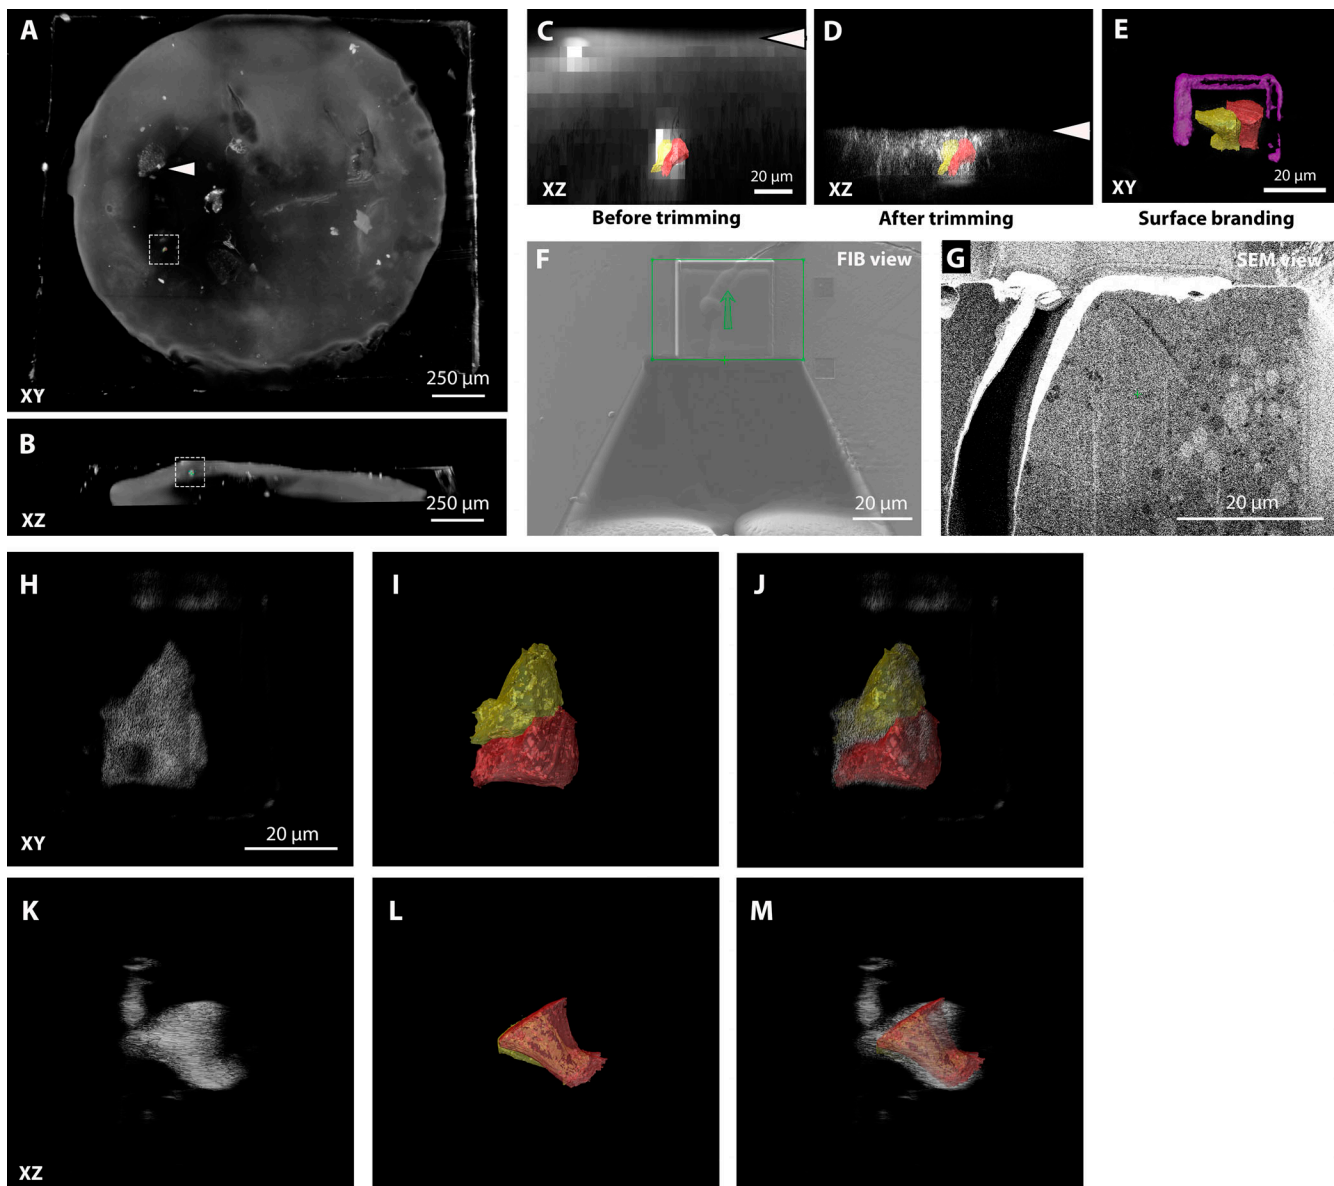 A
XY
250 µm
B
XZ
250 µm
C
XZ
20 µm
Before trimming
D
XZ
After trimming
E
XY
20 µm
Surface branding
F
FIB view
20 µm
G
SEM view
20 µm
H
XY
20 µm
I
J
K
XZ
L
M